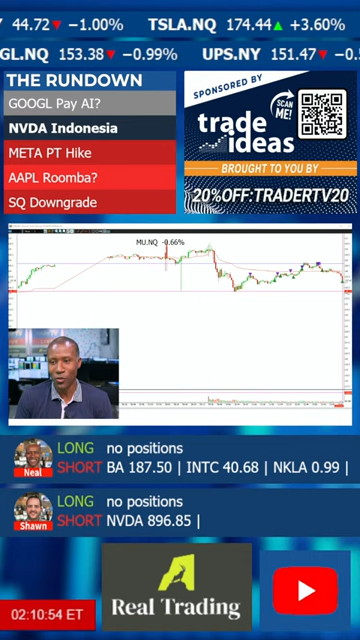 44.72▼ -1.00% TSLA.NQ 174.44▲ +3.60%
GL.NQ 153.38▼ -0.99% UPS.NY 151.47▼
THE RUNDOWN
GOOGL Pay AI?
NVDA Indonesia
META PT Hike
AAPL Roomba?
SQ Downgrade
SPONSORED BY
SCAN ME!
trade ideas
BROUGHT TO YOU BY
20%OFF:TRADERTV20
MU.NQ -0.66%
Neal
LONG no positions
SHORT BA 187.50 | INTC 40.68 | NKLA 0.99 |
Shawn
LONG no positions
SHORT NVDA 896.85 |
Real Trading
02:10:54 ET